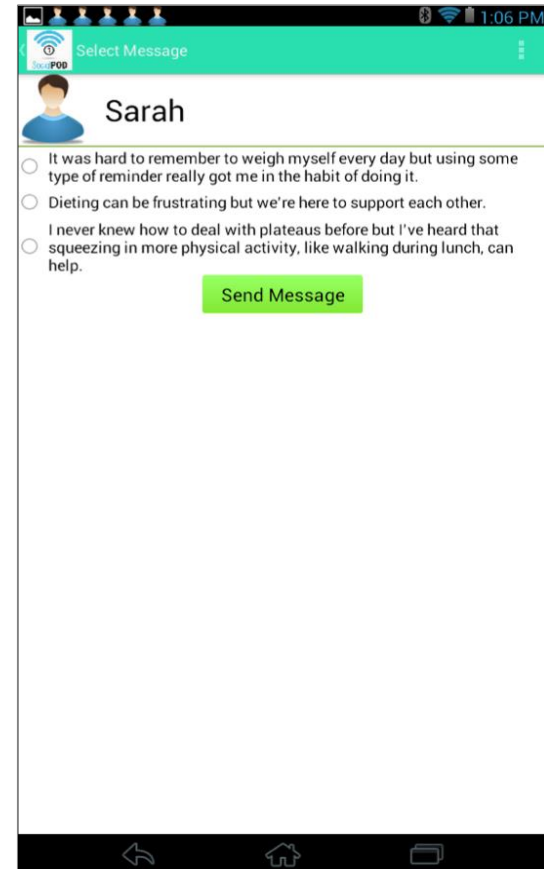 1:06 PM
Select Message
SocialPOD
Sarah
It was hard to remember to weigh myself every day but using some
type of reminder really got me in the habit of doing it.
Dieting can be frustrating but we're here to support each other.
I never knew how to deal with plateaus before but I've heard that
squeezing in more physical activity, like walking during lunch, can
help.
Send Message